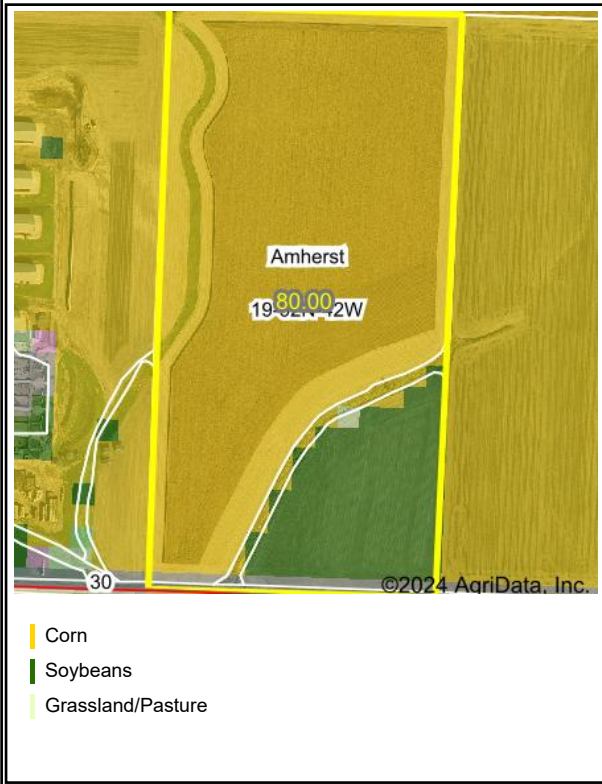 Amherst
80.00
30
©2024 AgriData, Inc.
Corn
Soybeans
Grassland/Pasture